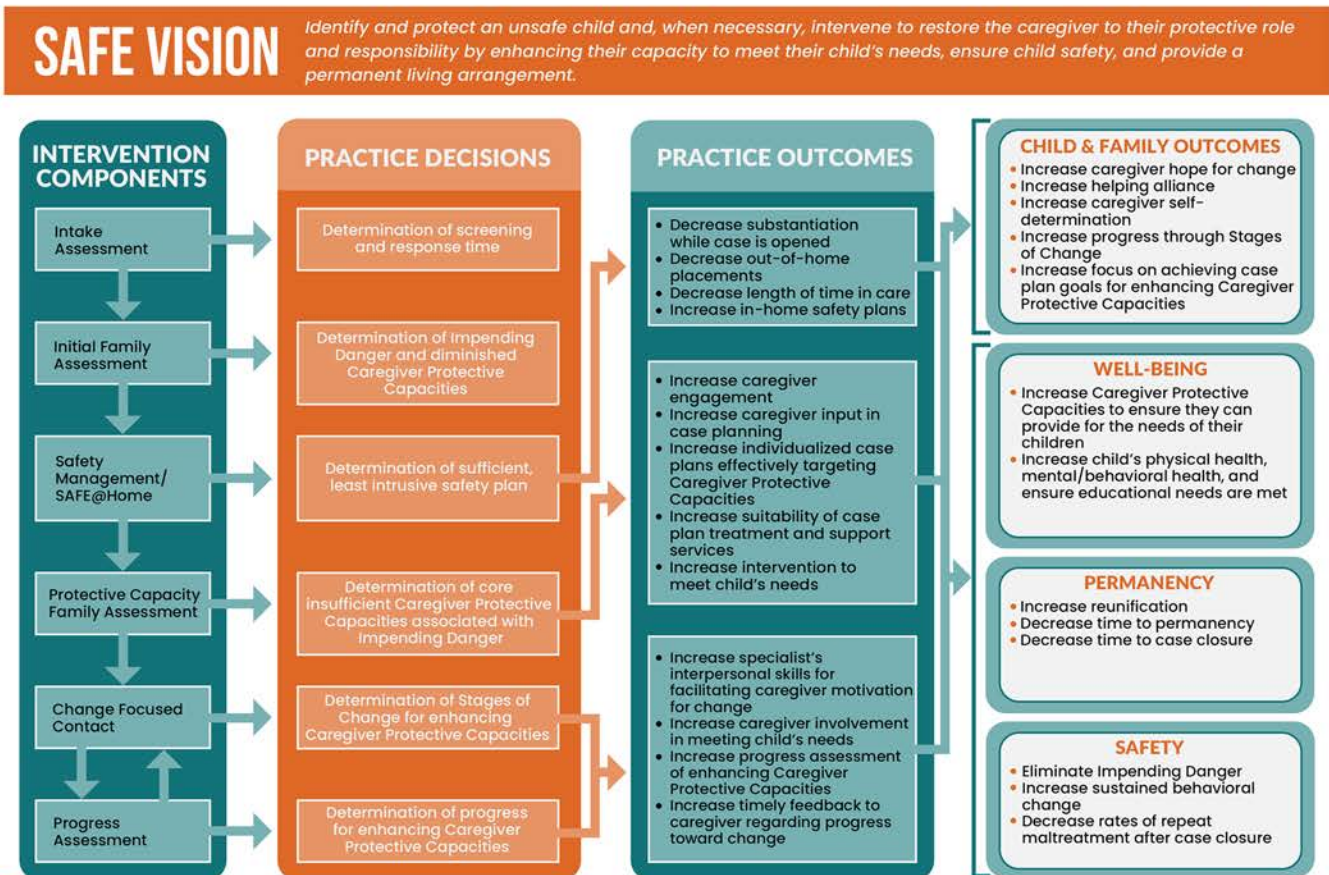 SAFE VISION
Identify and protect an unsafe child and, when necessary, intervene to restore the caregiver to their protective role
and responsibility by enhancing their capacity to meet their child's needs, ensure child safety, and provide a
permanent living arrangement.
INTERVENTION
COMPONENTS
Intake
Assessment
Initial Family
Assessment
Safety
Management/
SAFE@Home
Protective Capacity
Family Assessment
Change Focused
Contact
Progress
Assessment
PRACTICE DECISIONS
Determination of screening
and response time
Determination of Impending
Danger and diminished
Caregiver Protective
Capacities
Determination of sufficient,
least intrusive safety plan
Determination of core
insufficient Caregiver Protective
Capacities associated with
Impending Danger
Determination of Stages of
Change for enhancing
Caregiver Protective Capacities
Determination of progress
for enhancing Caregiver
Protective Capacities
PRACTICE OUTCOMES
• Decrease substantiation
while case is opened
• Decrease out-of-home
placements
• Decrease length of time in care
• Increase in-home safety plans
• Increase caregiver
engagement
• Increase caregiver input in
case planning
• Increase individualized case
plans effectively targeting
Caregiver Protective
Capacities
• Increase suitability of case
plan treatment and support
services
• Increase intervention to
meet child's needs
• Increase specialist's
interpersonal skills for
facilitating caregiver motivation
for change
• Increase caregiver involvement
in meeting child's needs
• Increase progress assessment
of enhancing Caregiver
Protective Capacities
• Increase timely feedback to
caregiver regarding progress
toward change
CHILD & FAMILY OUTCOMES
• Increase caregiver hope for change
• Increase helping alliance
• Increase caregiver self-
determination
• Increase progress through Stages
of Change
• Increase focus on achieving case
plan goals for enhancing Caregiver
Protective Capacities
WELL-BEING
• Increase Caregiver Protective
Capacities to ensure they can
provide for the needs of their
children
• Increase child's physical health,
mental/behavioral health, and
ensure educational needs are met
PERMANENCY
• Increase reunification
• Decrease time to permanency
• Decrease time to case closure
SAFETY
• Eliminate Impending Danger
• Increase sustained behavioral
change
• Decrease rates of repeat
maltreatment after case closure